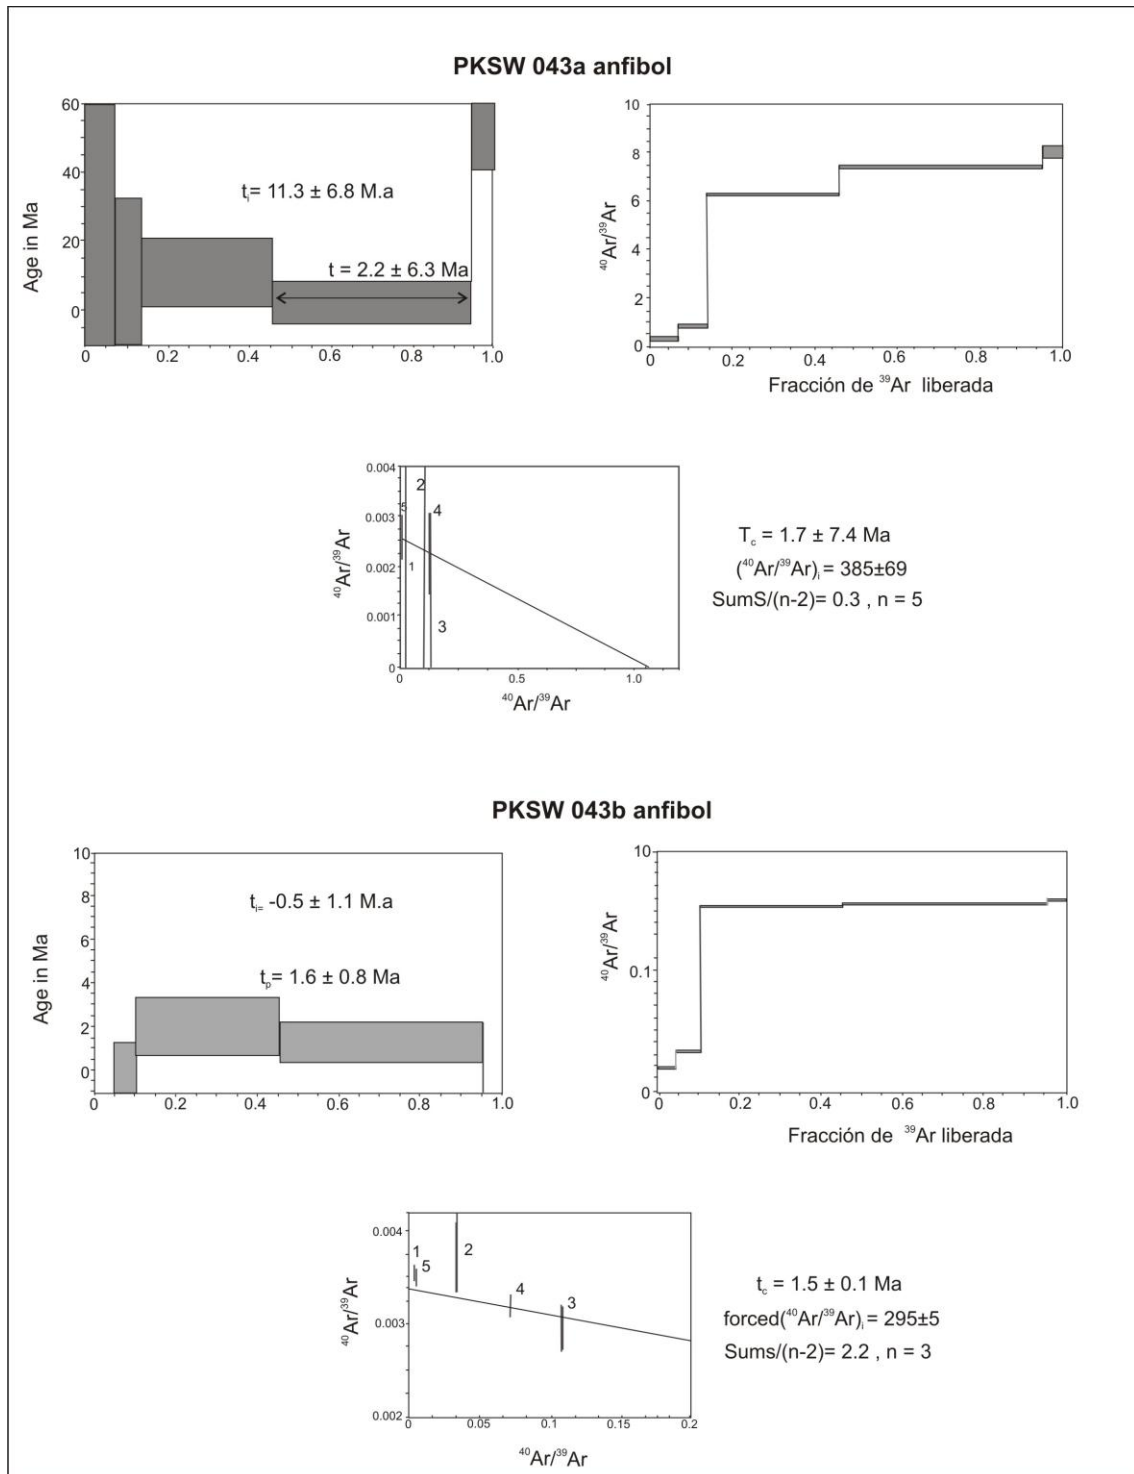 PKSW 043a anfibol
60
40
20
0
Age in Ma
tᵢ= 11.3 ± 6.8 M.a
t = 2.2 ± 6.3 Ma
0 0.2 0.4 0.6 0.8 1.0
10
8
6
4
2
0
⁴⁰Ar/³⁹Ar
0 0.2 0.4 0.6 0.8 1.0
Fracción de ³⁹Ar liberada
0.004
0.003
0.002
0.001
0
⁴⁰Ar/³⁹Ar
5
2
4
1
3
0 0.5 1.0
⁴⁰Ar/³⁹Ar
T꜀ = 1.7 ± 7.4 Ma
(⁴⁰Ar/³⁹Ar)ᵢ = 385±69
SumS/(n-2)= 0.3 , n = 5
PKSW 043b anfibol
10
8
6
4
2
0
Age in Ma
tᵢ₌ -0.5 ± 1.1 M.a
tₚ= 1.6 ± 0.8 Ma
0 0.2 0.4 0.6 0.8 1.0
10
0.1
0
⁴⁰Ar/³⁹Ar
0 0.2 0.4 0.6 0.8 1.0
Fracción de ³⁹Ar liberada
0.004
0.003
0.002
⁴⁰Ar/³⁹Ar
1
5
2
4
3
0 0.05 0.1 0.15 0.2
⁴⁰Ar/³⁹Ar
t꜀ = 1.5 ± 0.1 Ma
forced(⁴⁰Ar/³⁹Ar)ᵢ = 295±5
Sums/(n-2)= 2.2 , n = 3